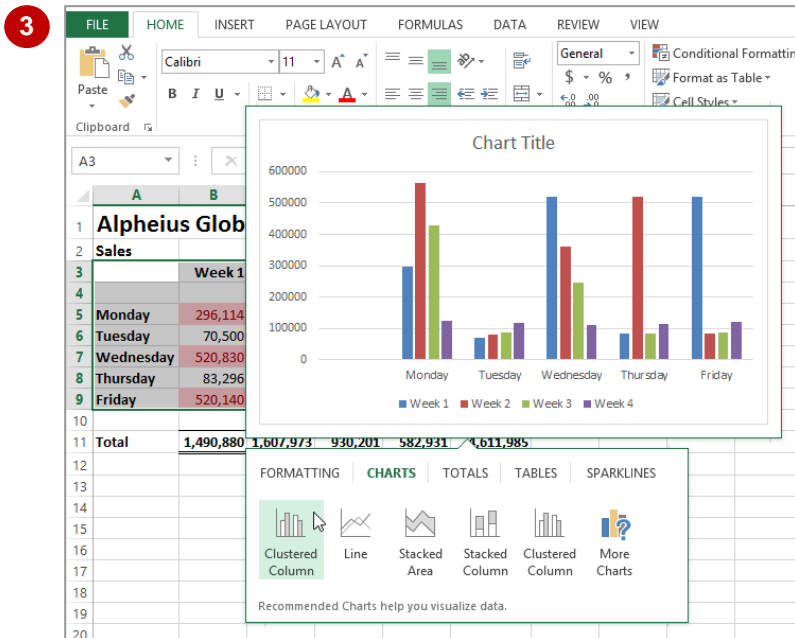 3
FILE HOME INSERT PAGE LAYOUT FORMULAS DATA REVIEW VIEW
Calibri 11 A A General Conditional Formattin
Paste $ % , Format as Table
B I U A .00 Cell Styles
Clipboard
A3
Chart Title
600000
500000
400000
300000
200000
100000
0
Monday Tuesday Wednesday Thursday Friday
Week 1 Week 2 Week 3 Week 4
A B
1 Alpheius Glob
2 Sales
3 Week 1
4
5 Monday 296,114
6 Tuesday 70,500
7 Wednesday 520,830
8 Thursday 83,296
9 Friday 520,140
10
11 Total 1,490,880 1,607,973 930,201 582,931 4,611,985
12
13
14
15
16
17
18
19
20
FORMATTING CHARTS TOTALS TABLES SPARKLINES
Clustered Column
Line
Stacked Area
Stacked Column
Clustered Column
More Charts
Recommended Charts help you visualize data.